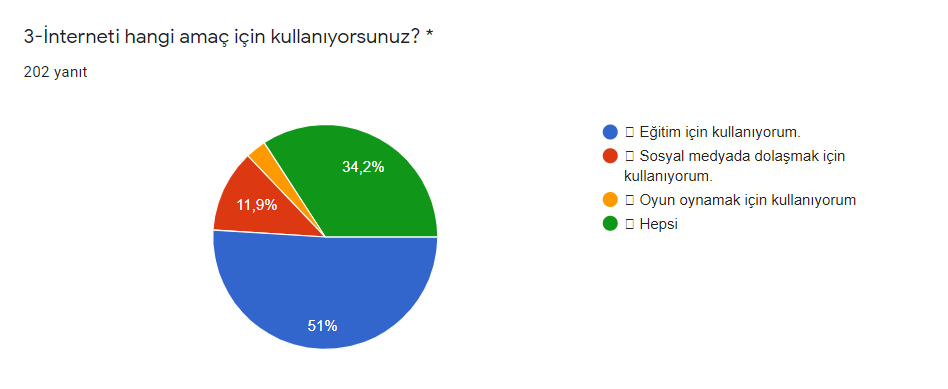 3-İnterneti hangi amaç için kullanıyorsunuz? *
202 yanıt
34,2%
11,9%
51%
▯ Eğitim için kullanıyorum.
▯ Sosyal medyada dolaşmak için
kullanıyorum.
▯ Oyun oynamak için kullanıyorum
▯ Hepsi